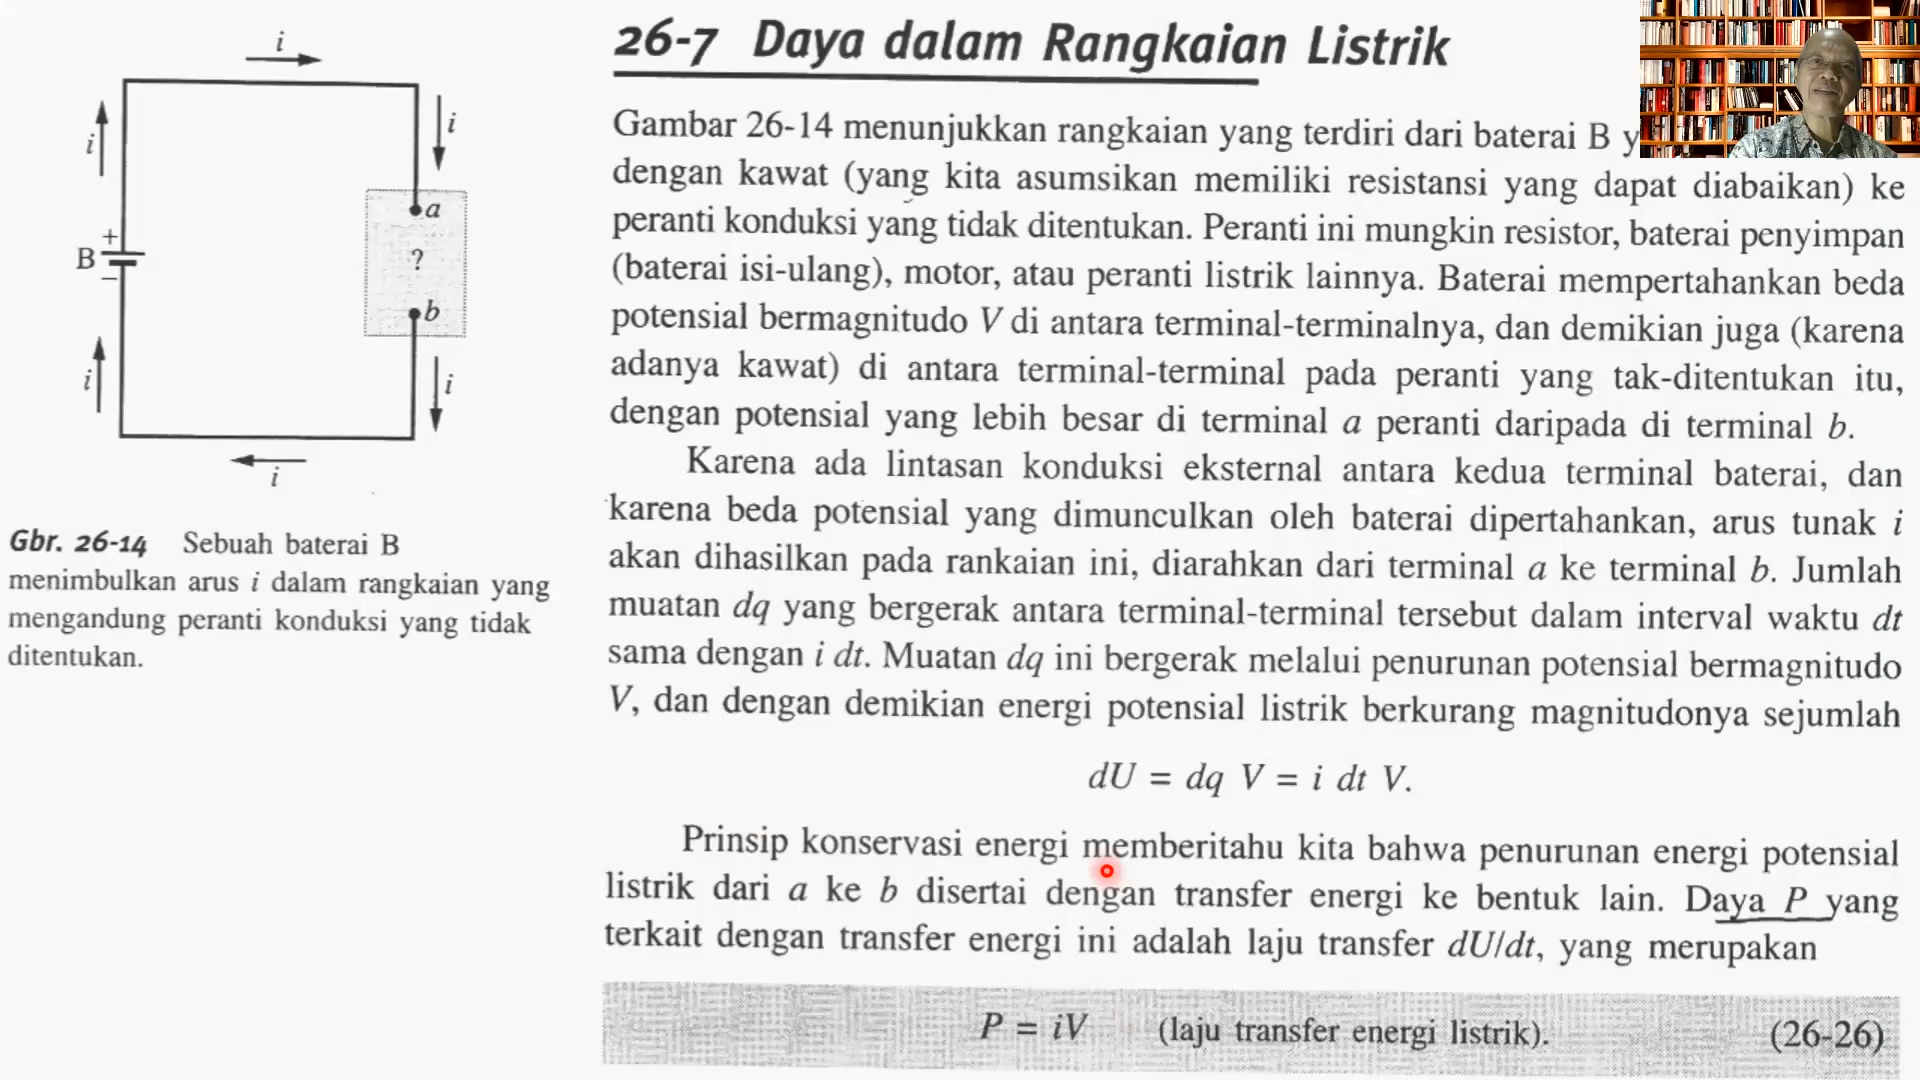 26-7 Daya dalam Rangkaian Listrik
i
i
i
a
+
B
?
−
b
i
i
i
Gbr. 26-14 Sebuah baterai B
menimbulkan arus i dalam rangkaian yang
mengandung peranti konduksi yang tidak
ditentukan.
Gambar 26-14 menunjukkan rangkaian yang terdiri dari baterai B
dengan kawat (yang kita asumsikan memiliki resistansi yang dapat diabaikan) ke
peranti konduksi yang tidak ditentukan. Peranti ini mungkin resistor, baterai penyimpan
(baterai isi-ulang), motor, atau peranti listrik lainnya. Baterai mempertahankan beda
potensial bermagnitudo V di antara terminal-terminalnya, dan demikian juga (karena
adanya kawat) di antara terminal-terminal pada peranti yang tak-ditentukan itu,
dengan potensial yang lebih besar di terminal a peranti daripada di terminal b.
Karena ada lintasan konduksi eksternal antara kedua terminal baterai, dan
karena beda potensial yang dimunculkan oleh baterai dipertahankan, arus tunak i
akan dihasilkan pada rankaian ini, diarahkan dari terminal a ke terminal b. Jumlah
muatan dq yang bergerak antara terminal-terminal tersebut dalam interval waktu dt
sama dengan i dt. Muatan dq ini bergerak melalui penurunan potensial bermagnitudo
V, dan dengan demikian energi potensial listrik berkurang magnitudonya sejumlah
dU = dq V = i dt V.
Prinsip konservasi energi memberitahu kita bahwa penurunan energi potensial
listrik dari a ke b disertai dengan transfer energi ke bentuk lain. Daya P yang
terkait dengan transfer energi ini adalah laju transfer dU/dt, yang merupakan
P = iV (laju transfer energi listrik). (26-26)